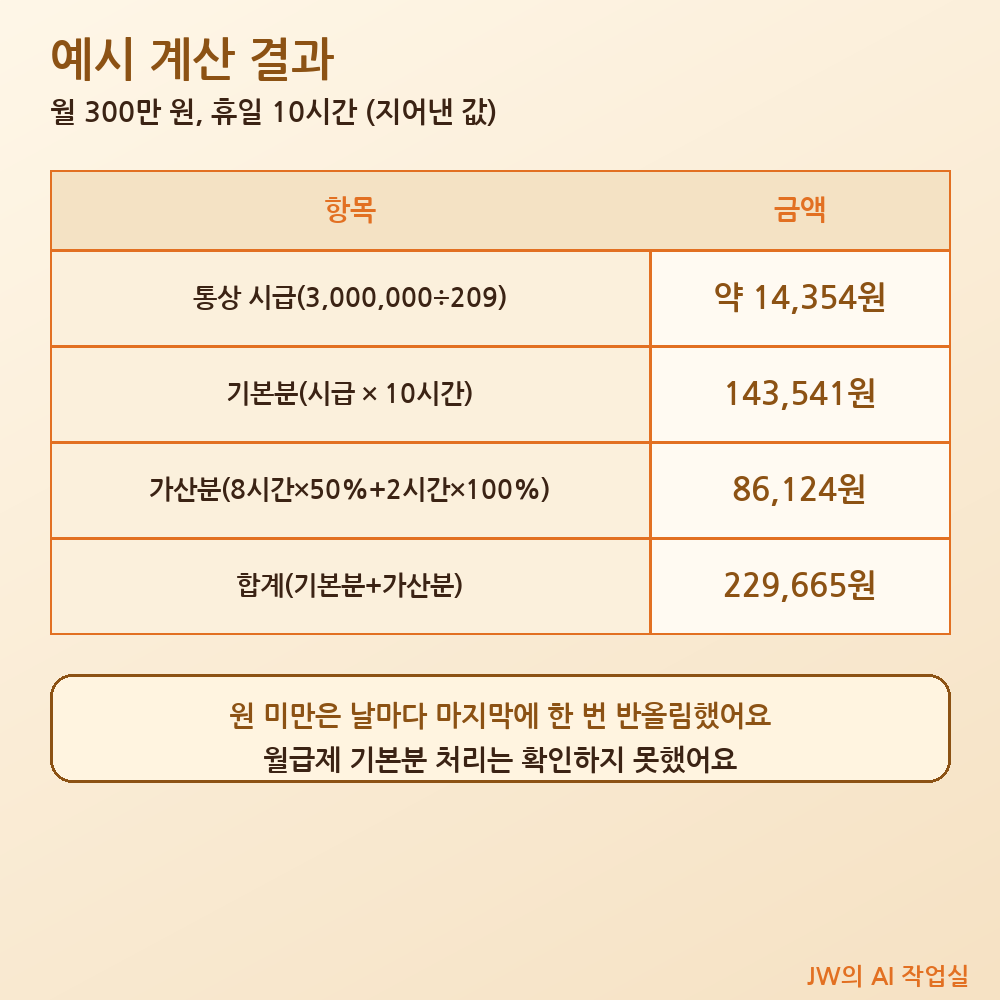 예시 계산 결과
월 300만 원, 휴일 10시간 (지어낸 값)
항목 금액
통상 시급(3,000,000÷209) 약 14,354원
기본분(시급 × 10시간) 143,541원
가산분(8시간×50%+2시간×100%) 86,124원
합계(기본분+가산분) 229,665원
원 미만은 날마다 마지막에 한 번 반올림했어요
월급제 기본분 처리는 확인하지 못했어요
JW의 AI 작업실